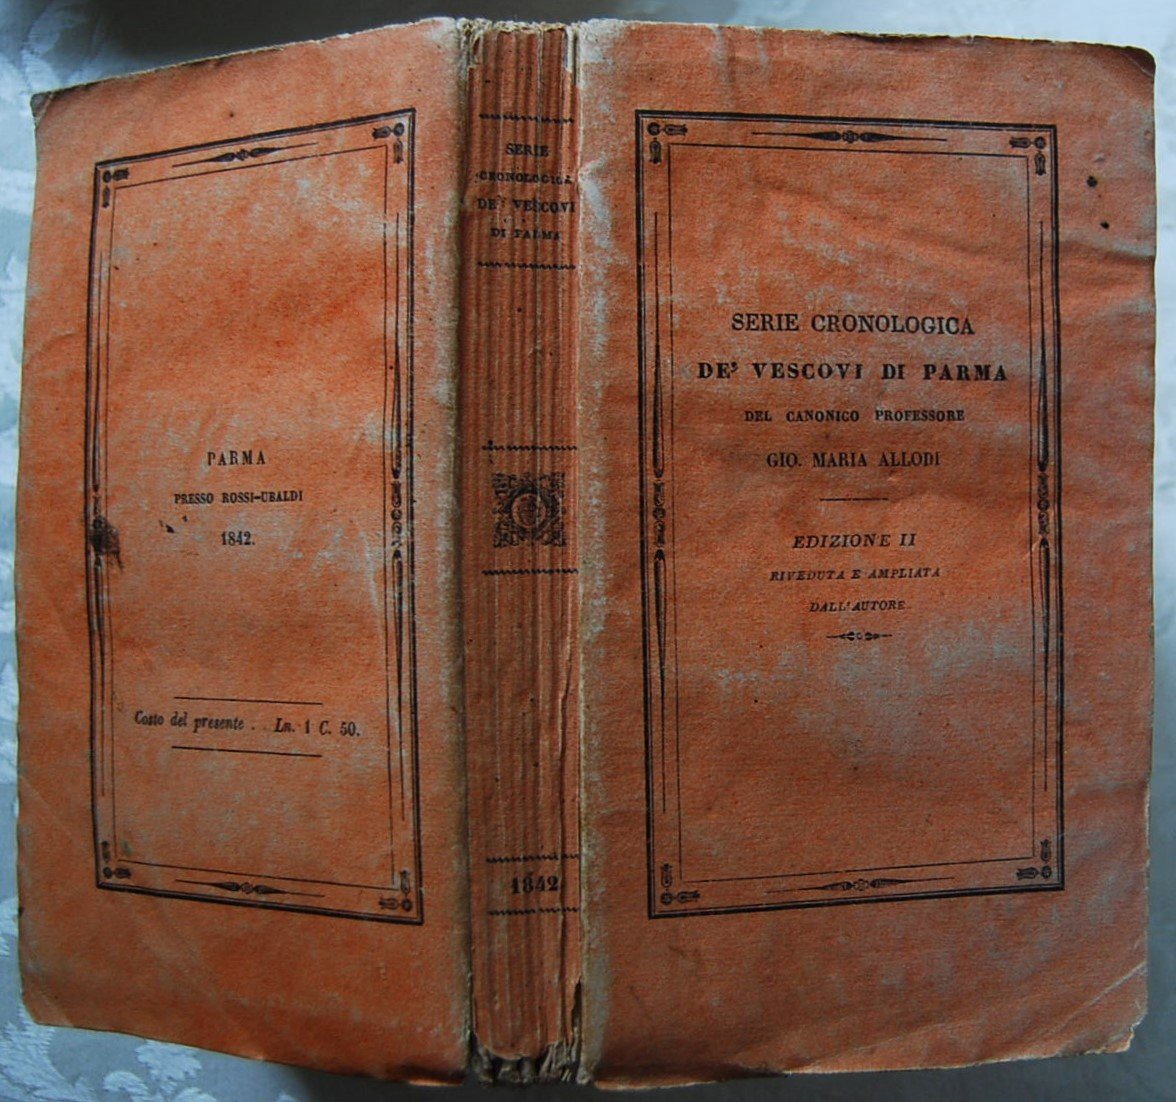 PARMA
PRESSO ROSSI-UBALDI
1842.
Costo del presente . . Ln. 1 C. 50.
SERIE
CRONOLOGICA
DE' VESCOVI
DI PARMA
1842
SERIE CRONOLOGICA
DE' VESCOVI DI PARMA
DEL CANONICO PROFESSORE
GIO. MARIA ALLODI
EDIZIONE II
RIVEDUTA E AMPLIATA
DALL'AUTORE.